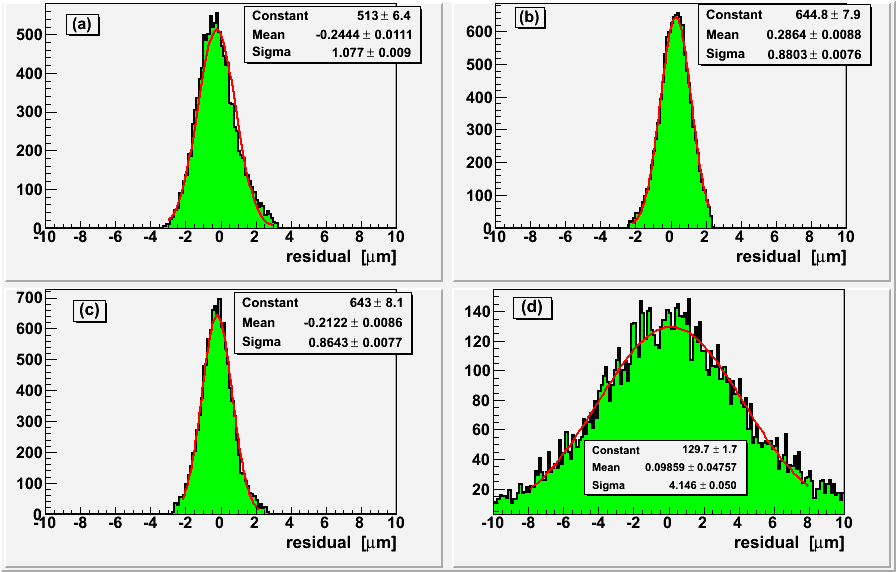 (a)
Constant 513 ± 6.4
Mean -0.2444 ± 0.0111
Sigma 1.077 ± 0.009
500
400
300
200
100
0
-10 -8 -6 -4 -2 0 2 4 6 8 10
residual [μm]
(b)
Constant 644.8 ± 7.9
Mean 0.2864 ± 0.0088
Sigma 0.8803 ± 0.0076
600
500
400
300
200
100
0
-10 -8 -6 -4 -2 0 2 4 6 8 10
residual [μm]
(c)
Constant 643 ± 8.1
Mean -0.2122 ± 0.0086
Sigma 0.8643 ± 0.0077
700
600
500
400
300
200
100
0
-10 -8 -6 -4 -2 0 2 4 6 8 10
residual [μm]
(d)
140
120
100
80
60
40
20
Constant 129.7 ± 1.7
Mean 0.09859 ± 0.04757
Sigma 4.146 ± 0.050
-10 -8 -6 -4 -2 0 2 4 6 8 10
residual [μm]